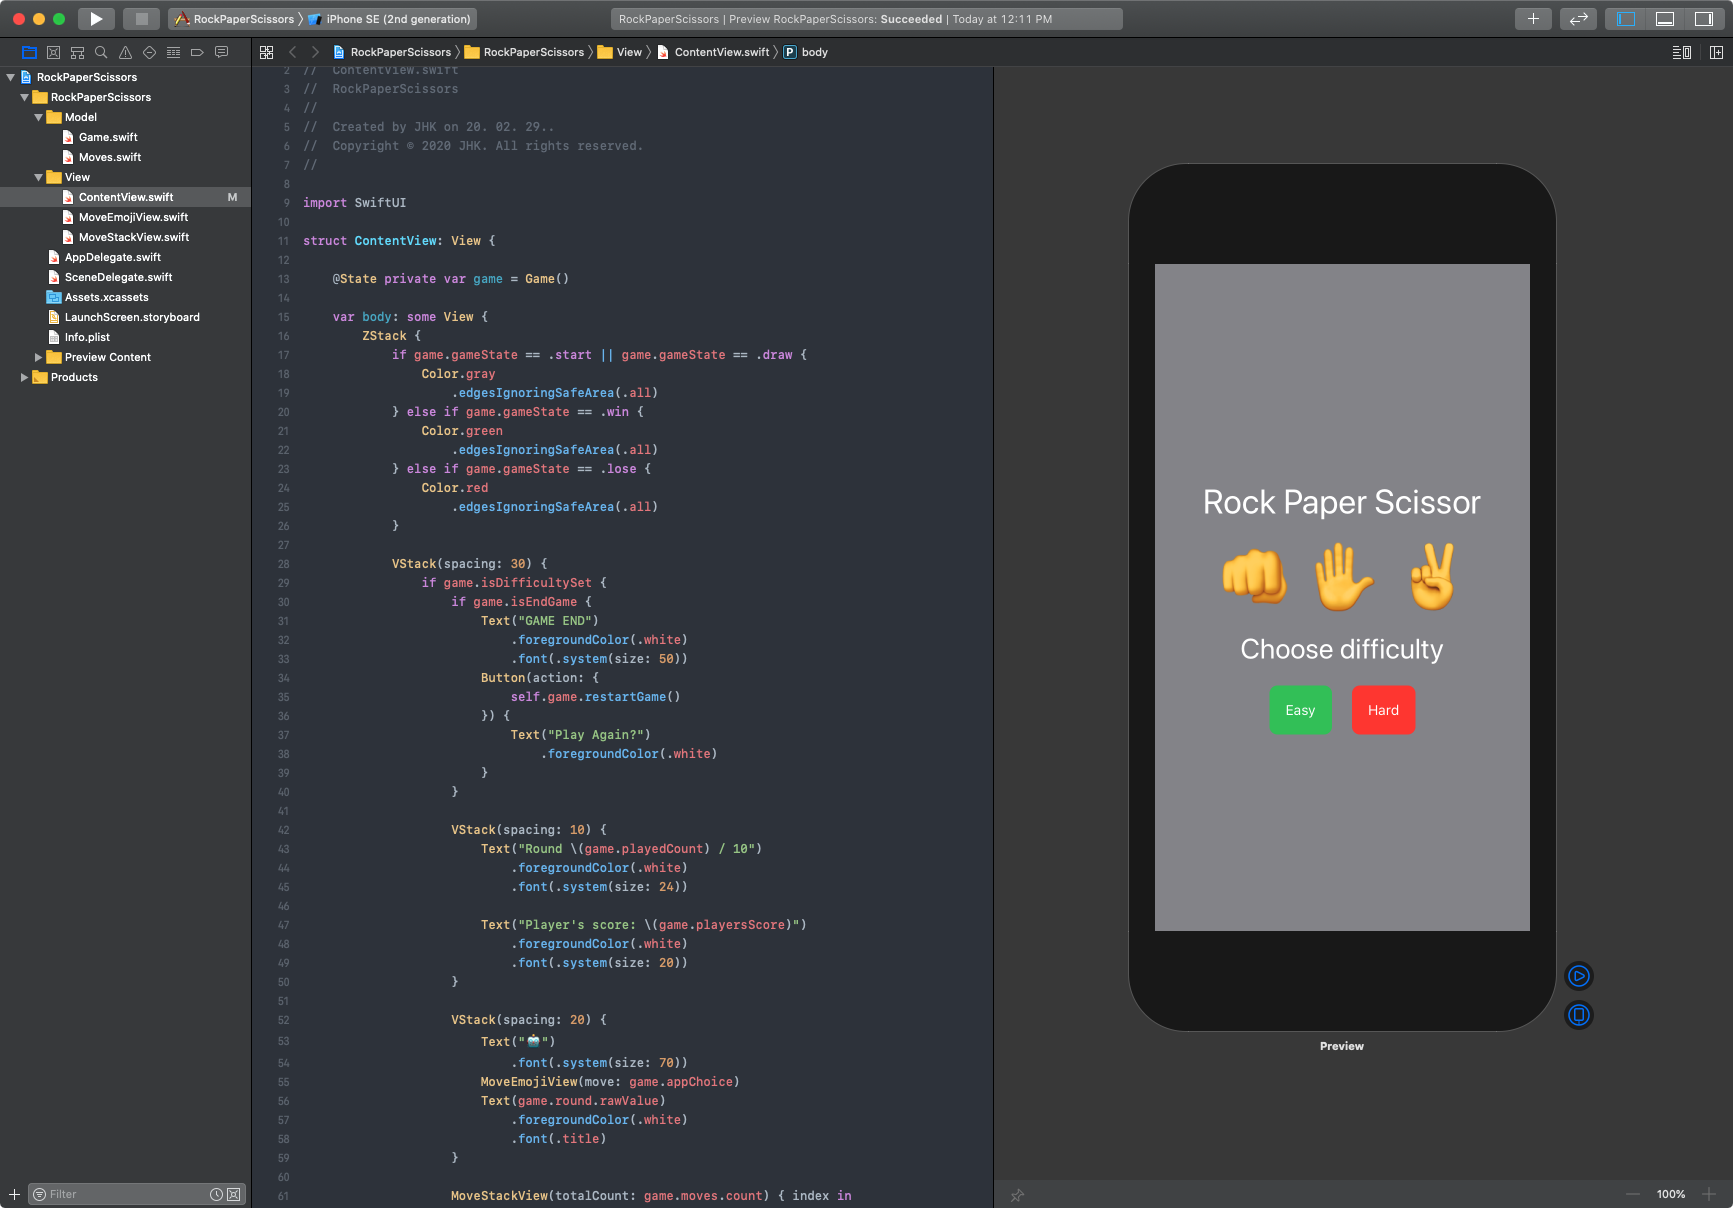 RockPaperScissors 〉 iPhone SE (2nd generation)
RockPaperScissors | Preview RockPaperScissors: Succeeded | Today at 12:11 PM
RockPaperScissors 〉 RockPaperScissors 〉 View 〉 ContentView.swift 〉 P body
RockPaperScissors
RockPaperScissors
Model
Game.swift
Moves.swift
View
ContentView.swift M
MoveEmojiView.swift
MoveStackView.swift
AppDelegate.swift
SceneDelegate.swift
Assets.xcassets
LaunchScreen.storyboard
Info.plist
Preview Content
Products
Filter
2 //  ContentView.swift
3 //  RockPaperScissors
4 //
5 //  Created by JHK on 20. 02. 29..
6 //  Copyright © 2020 JHK. All rights reserved.
7 //
8
9 import SwiftUI
10
11 struct ContentView: View {
12
13     @State private var game = Game()
14
15     var body: some View {
16         ZStack {
17             if game.gameState == .start || game.gameState == .draw {
18                 Color.gray
19                     .edgesIgnoringSafeArea(.all)
20             } else if game.gameState == .win {
21                 Color.green
22                     .edgesIgnoringSafeArea(.all)
23             } else if game.gameState == .lose {
24                 Color.red
25                     .edgesIgnoringSafeArea(.all)
26             }
27
28             VStack(spacing: 30) {
29                 if game.isDifficultySet {
30                     if game.isEndGame {
31                         Text("GAME END")
32                             .foregroundColor(.white)
33                             .font(.system(size: 50))
34                         Button(action: {
35                             self.game.restartGame()
36                         }) {
37                             Text("Play Again?")
38                                 .foregroundColor(.white)
39                         }
40                     }
41
42                     VStack(spacing: 10) {
43                         Text("Round \(game.playedCount) / 10")
44                             .foregroundColor(.white)
45                             .font(.system(size: 24))
46
47                         Text("Player's score: \(game.playersScore)")
48                             .foregroundColor(.white)
49                             .font(.system(size: 20))
50                     }
51
52                     VStack(spacing: 20) {
53                         Text("🤖")
54                             .font(.system(size: 70))
55                         MoveEmojiView(move: game.appChoice)
56                         Text(game.round.rawValue)
57                             .foregroundColor(.white)
58                             .font(.title)
59                     }
60
61                     MoveStackView(totalCount: game.moves.count) { index in
Rock Paper Scissor
👊 ✋ ✌️
Choose difficulty
Easy Hard
Preview
100%